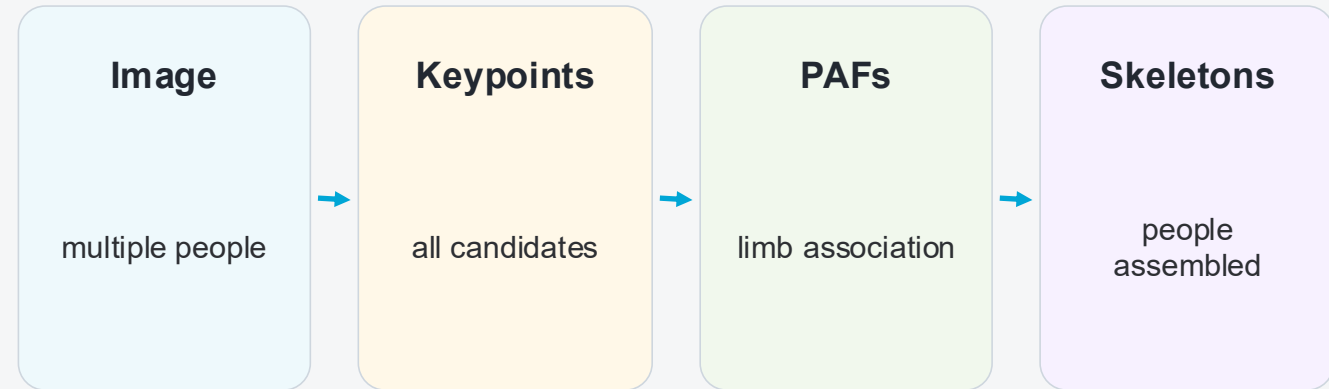 Image
multiple people
Keypoints
all candidates
PAFs
limb association
Skeletons
people
assembled